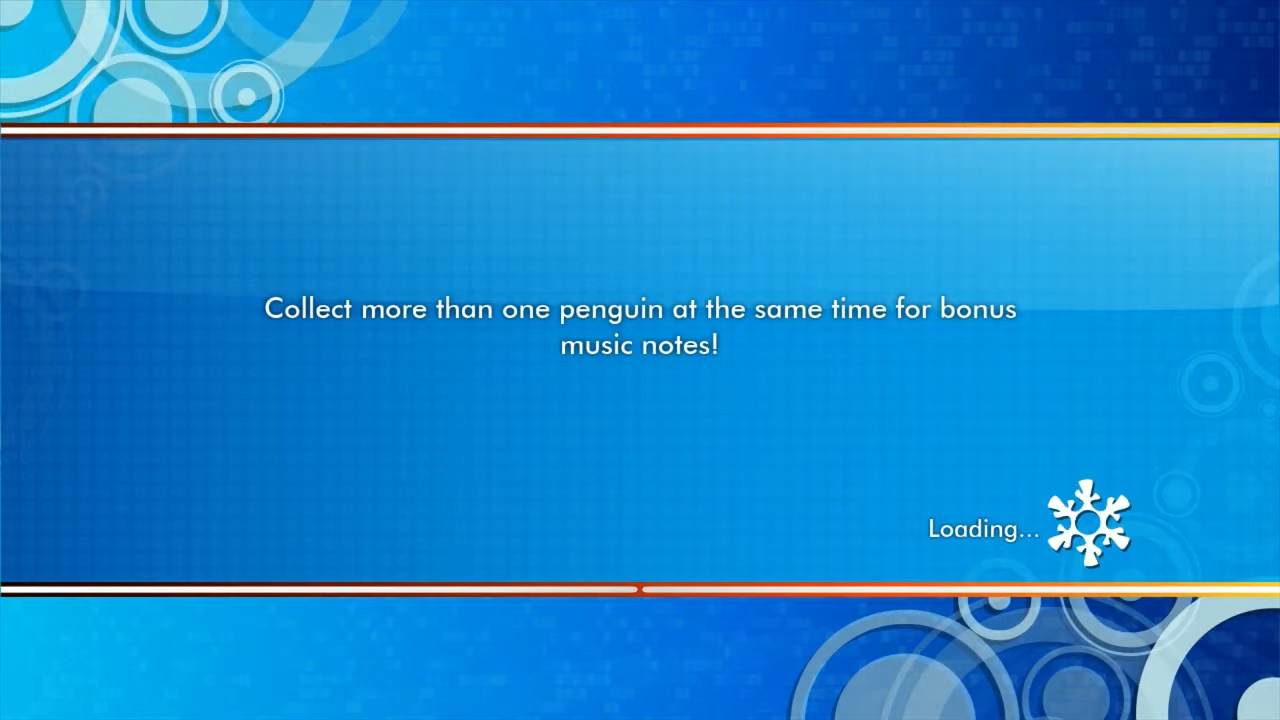 Collect more than one penguin at the same time for bonus
music notes!
Loading...